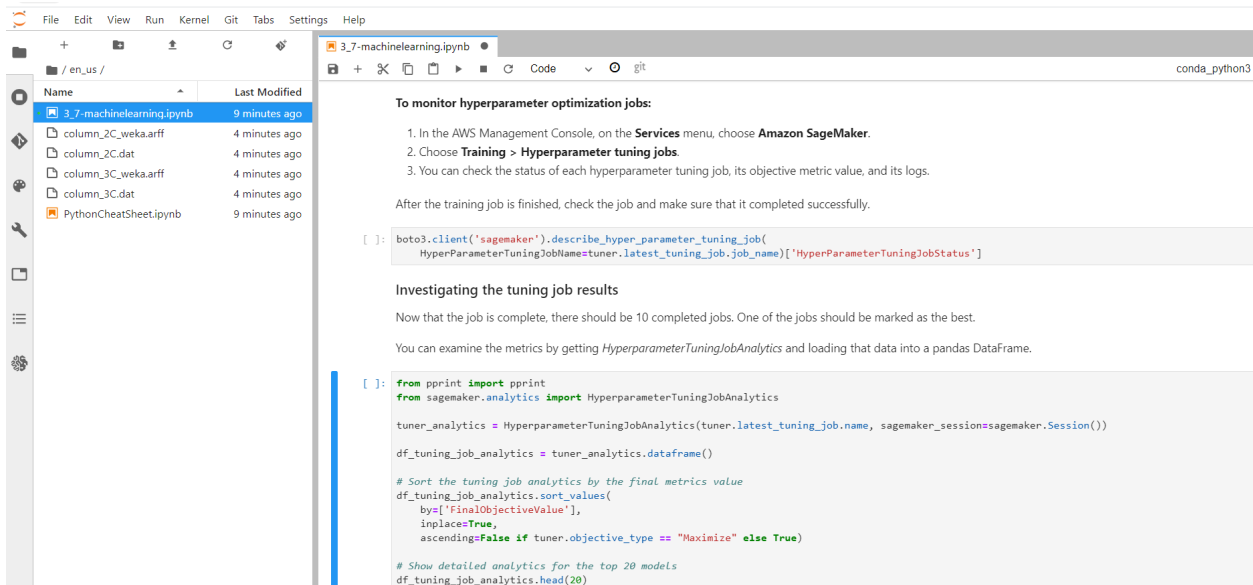 File Edit View Run Kernel Git Tabs Settings Help
/ en_us /
Name Last Modified
3_7-machinelearning.ipynb 9 minutes ago
column_2C_weka.arff 4 minutes ago
column_2C.dat 4 minutes ago
column_3C_weka.arff 4 minutes ago
column_3C.dat 4 minutes ago
PythonCheatSheet.ipynb 9 minutes ago
3_7-machinelearning.ipynb
Code git conda_python3
To monitor hyperparameter optimization jobs:
1. In the AWS Management Console, on the Services menu, choose Amazon SageMaker.
2. Choose Training > Hyperparameter tuning jobs.
3. You can check the status of each hyperparameter tuning job, its objective metric value, and its logs.
After the training job is finished, check the job and make sure that it completed successfully.
[ ]: boto3.client('sagemaker').describe_hyper_parameter_tuning_job(
HyperParameterTuningJobName=tuner.latest_tuning_job.job_name)['HyperParameterTuningJobStatus']
Investigating the tuning job results
Now that the job is complete, there should be 10 completed jobs. One of the jobs should be marked as the best.
You can examine the metrics by getting HyperparameterTuningJobAnalytics and loading that data into a pandas DataFrame.
[ ]: from pprint import pprint
from sagemaker.analytics import HyperparameterTuningJobAnalytics
tuner_analytics = HyperparameterTuningJobAnalytics(tuner.latest_tuning_job.name, sagemaker_session=sagemaker.Session())
df_tuning_job_analytics = tuner_analytics.dataframe()
# Sort the tuning job analytics by the final metrics value
df_tuning_job_analytics.sort_values(
by=['FinalObjectiveValue'],
inplace=True,
ascending=False if tuner.objective_type == "Maximize" else True)
# Show detailed analytics for the top 20 models
df_tuning_job_analytics.head(20)